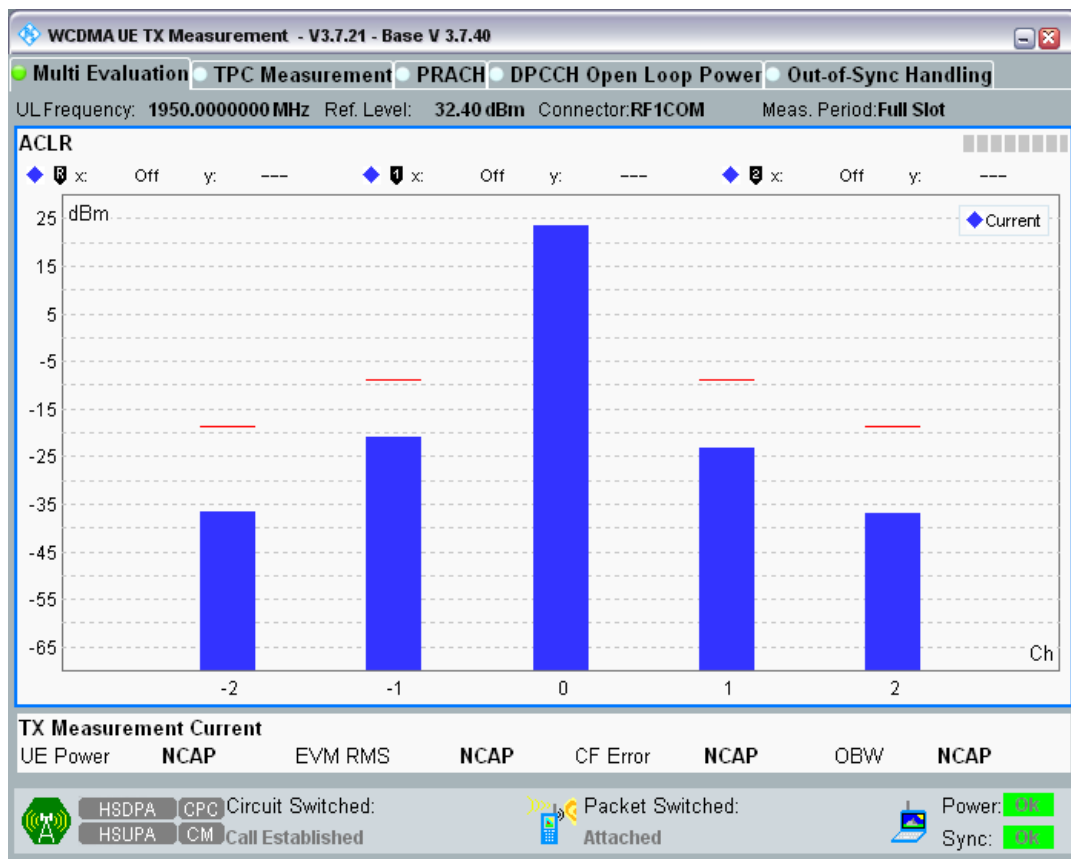 WCDMA UE TX Measurement - V3.7.21 - Base V 3.7.40
Multi Evaluation TPC Measurement PRACH DPCCH Open Loop Power Out-of-Sync Handling
UL Frequency: 1950.0000000 MHz Ref. Level: 32.40 dBm Connector:RF1COM Meas. Period:Full Slot
ACLR
R x: Off y: --- 1 x: Off y: --- 2 x: Off y: ---
dBm
Current
25
15
5
-5
-15
-25
-35
-45
-55
-65
Ch
-2 -1 0 1 2
TX Measurement Current
UE Power NCAP EVM RMS NCAP CF Error NCAP OBW NCAP
HSDPA CPC Circuit Switched: Packet Switched: Power: Ok
HSUPA CM Call Established Attached Sync: Ok